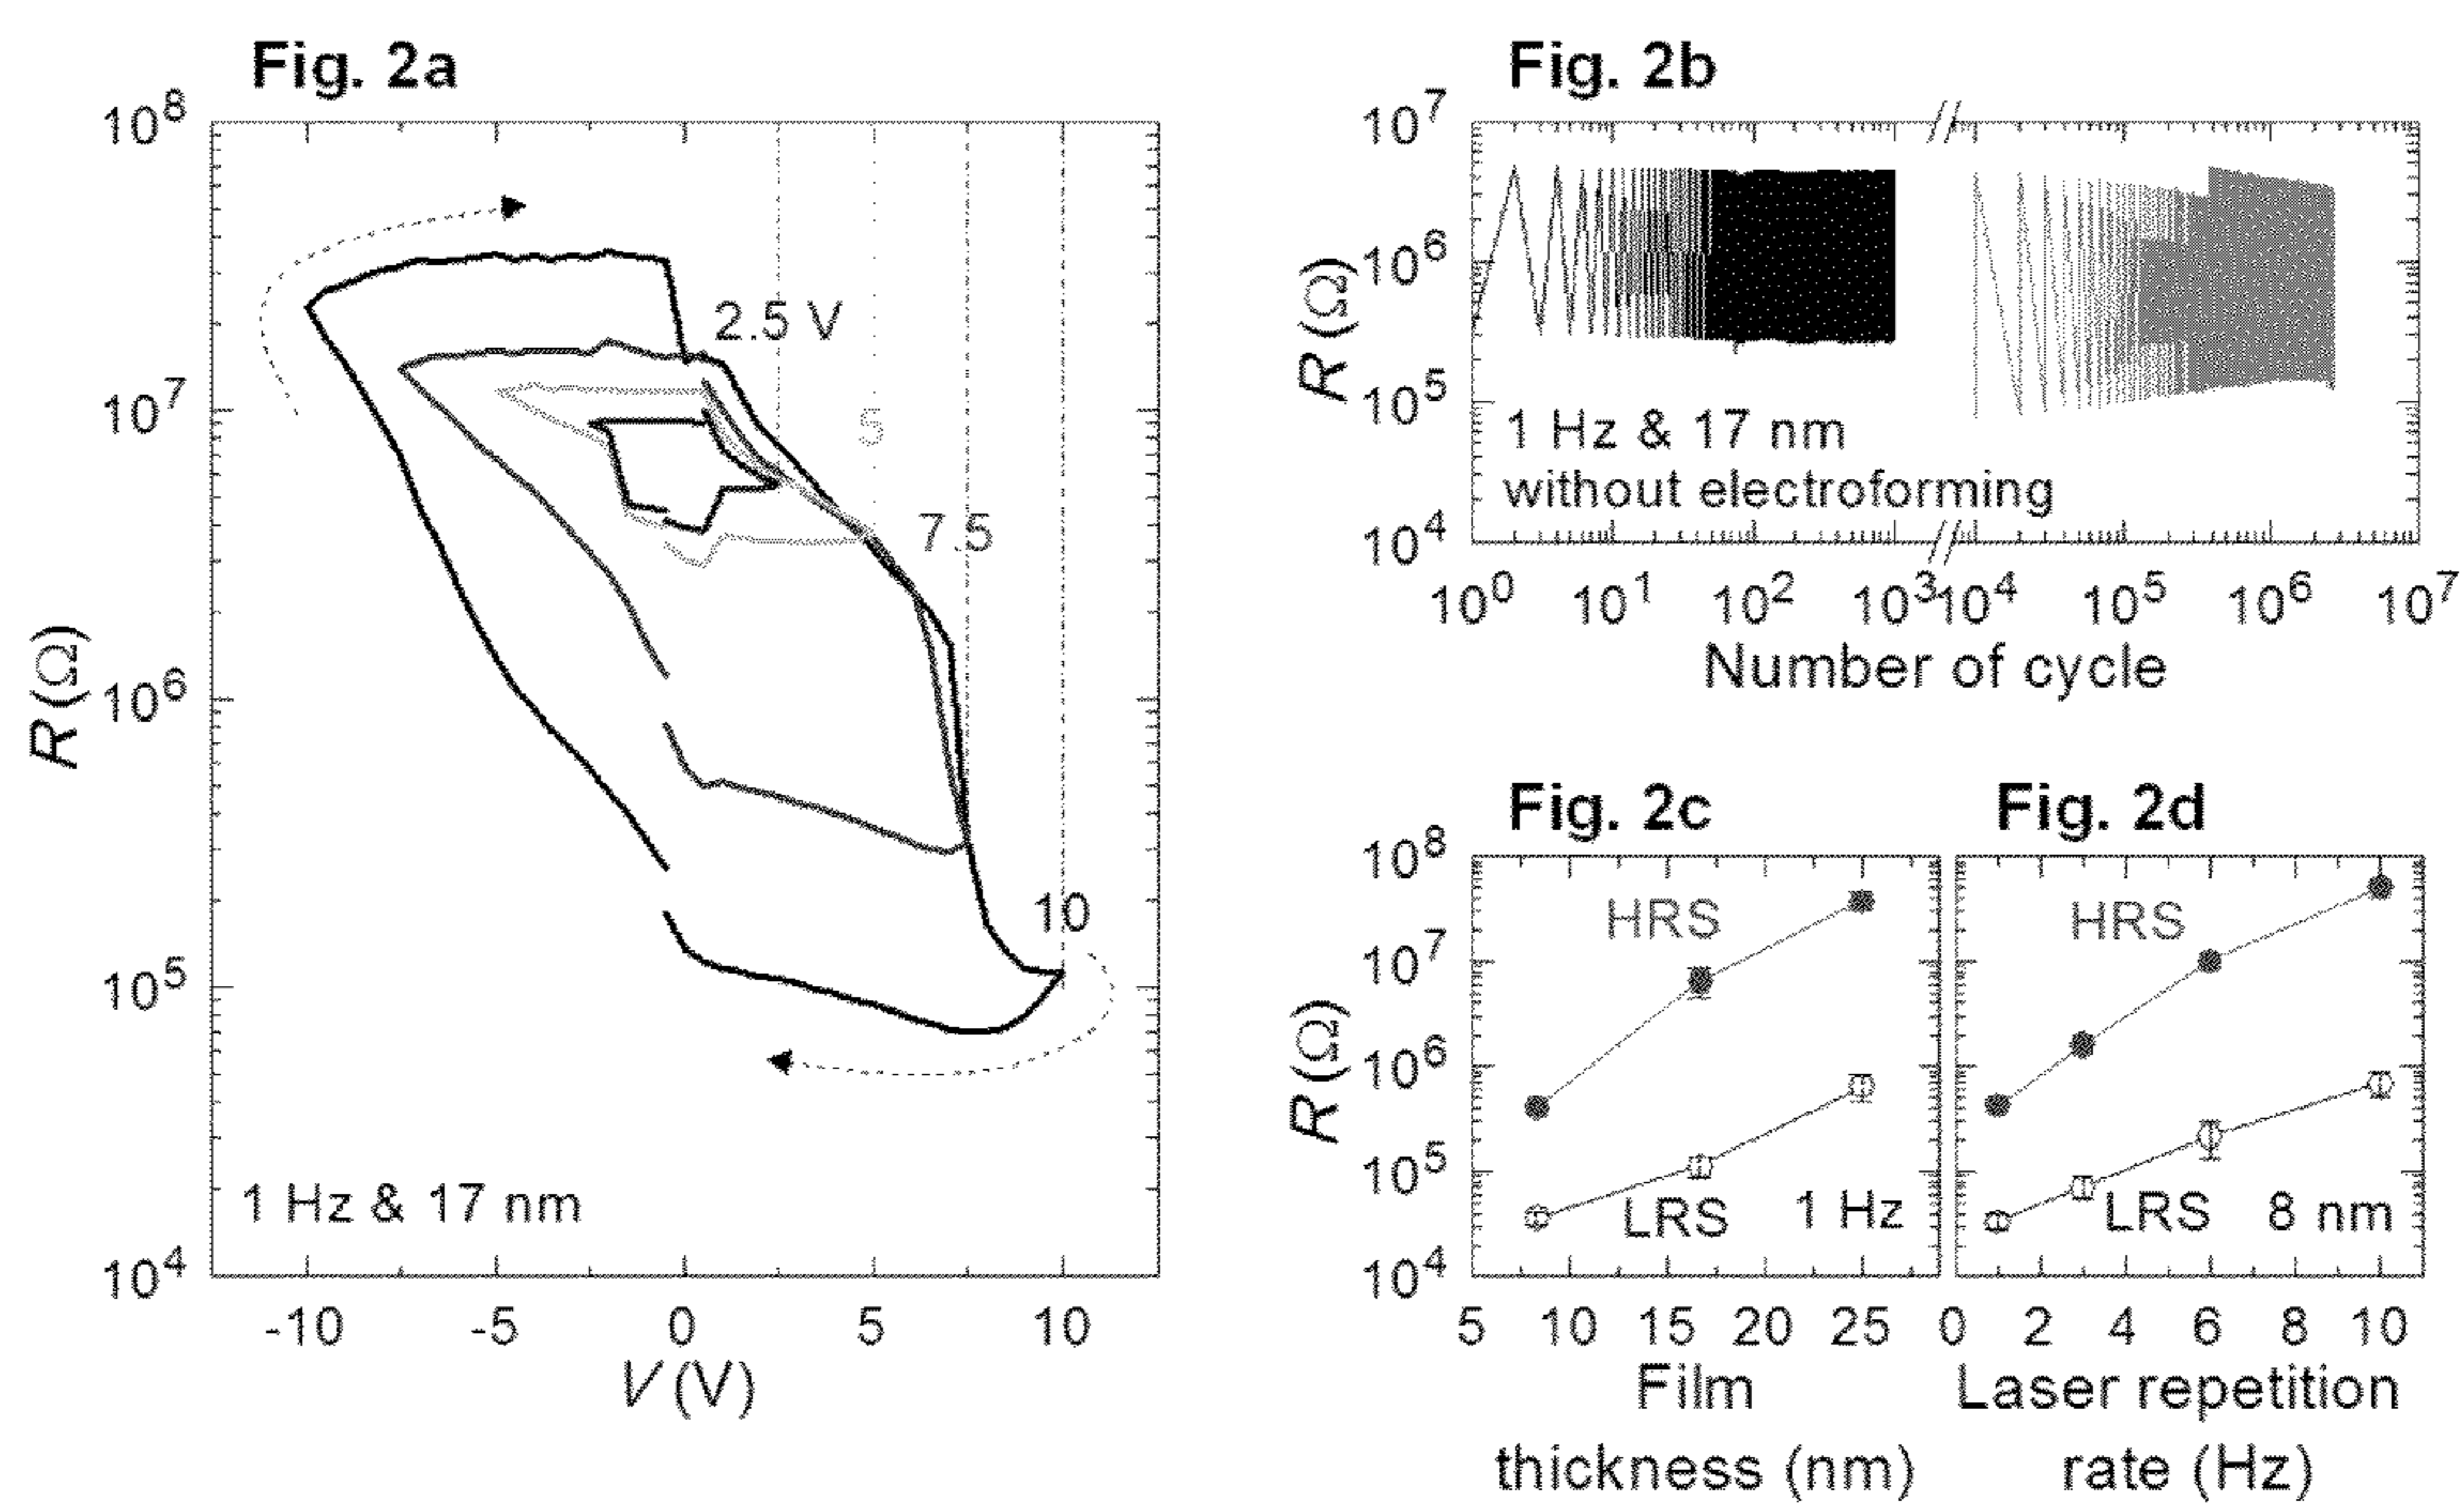 Fig. 2a
10^8
10^7
10^6
10^5
10^4
R (Ω)
2.5 V
5
7.5
10
1 Hz & 17 nm
-10 -5 0 5 10
V (V)
Fig. 2b
10^7
10^6
10^5
10^4
R (Ω)
1 Hz & 17 nm
without electroforming
10^0 10^1 10^2 10^3 10^4 10^5 10^6 10^7
Number of cycle
Fig. 2c
10^8
10^7
10^6
10^5
10^4
R (Ω)
HRS
LRS 1 Hz
5 10 15 20 25
Film
thickness (nm)
Fig. 2d
HRS
LRS 8 nm
0 2 4 6 8 10
Laser repetition
rate (Hz)